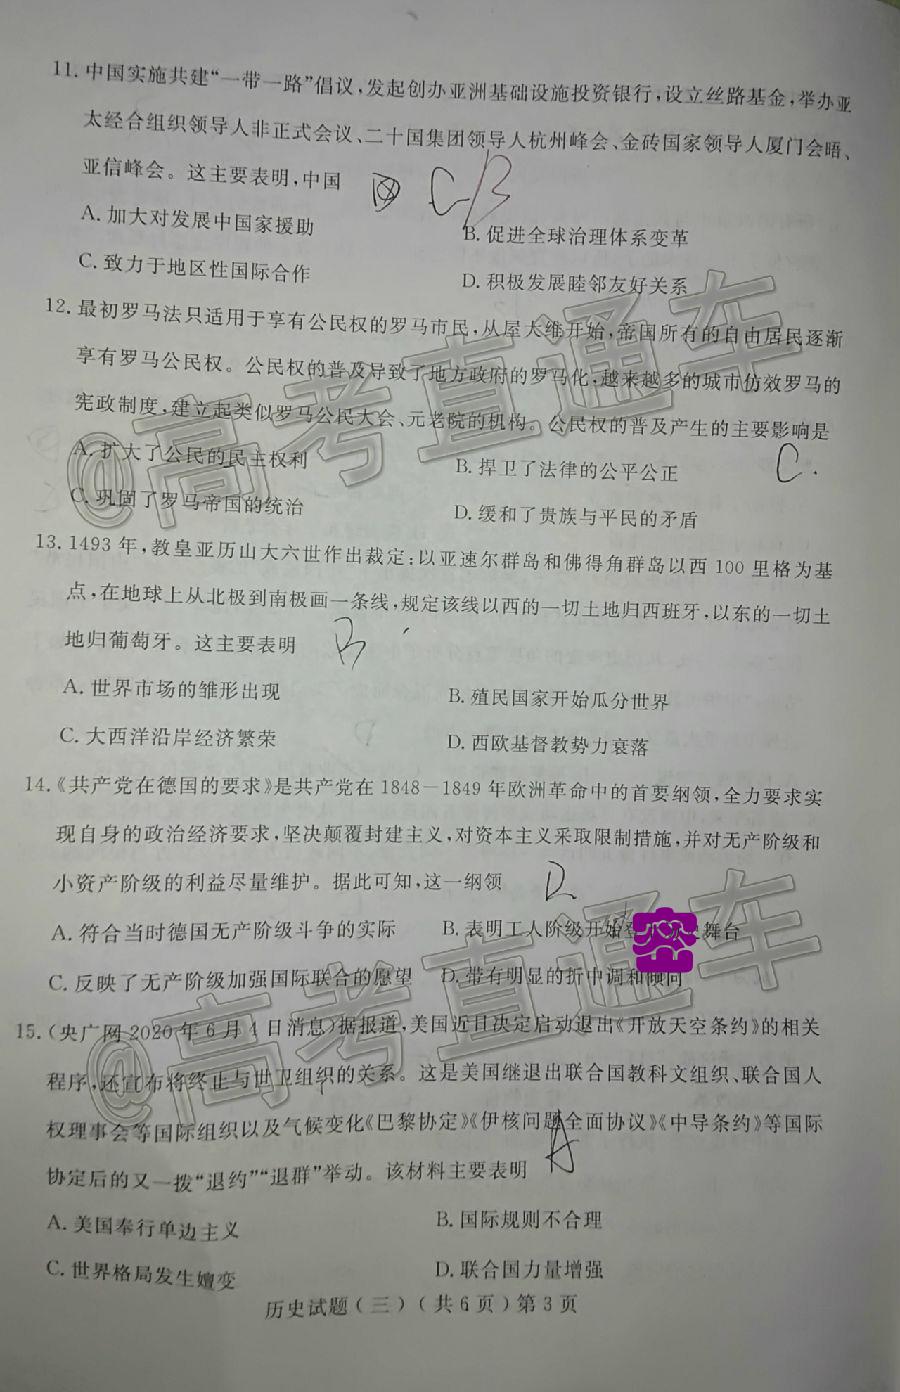 11. 中国实施共建“一带一路”倡议，发起创办亚洲基础设施投资银行，设立丝路基金，举办亚
太经合组织领导人非正式会议、二十国集团领导人杭州峰会、金砖国家领导人厦门会晤、
亚信峰会。这主要表明，中国
C B
A. 加大对发展中国家援助
B. 促进全球治理体系变革
C. 致力于地区性国际合作
D. 积极发展睦邻友好关系
12. 最初罗马法只适用于享有公民权的罗马市民，从屋大维开始，帝国所有的自由居民逐渐
享有罗马公民权。公民权的普及导致了地方政府的罗马化，越来越多的城市仿效罗马的
宪政制度，建立起类似罗马公民大会、元老院的机构。公民权的普及产生的主要影响是
A. 扩大了公民的民主权利
B. 捍卫了法律的公平公正
C.
C. 巩固了罗马帝国的统治
D. 缓和了贵族与平民的矛盾
@高考直通车
13. 1493年，教皇亚历山大六世作出裁定：以亚速尔群岛和佛得角群岛以西100里格为基
点，在地球上从北极到南极画一条线，规定该线以西的一切土地归西班牙，以东的一切土
地归葡萄牙。这主要表明
B
A. 世界市场的雏形出现
B. 殖民国家开始瓜分世界
C. 大西洋沿岸经济繁荣
D. 西欧基督教势力衰落
14.《共产党在德国的要求》是共产党在1848－1849年欧洲革命中的首要纲领，全力要求实
现自身的政治经济要求，坚决颠覆封建主义，对资本主义采取限制措施，并对无产阶级和
小资产阶级的利益尽量维护。据此可知，这一纲领
A. 符合当时德国无产阶级斗争的实际
B. 表明工人阶级开始登 舞台
密
C. 反映了无产阶级加强国际联合的愿望
D. 带有明显的折中调和倾向
@高考直通车
15.（央广网2020年6月4日消息）据报道，美国近日决定启动退出《开放天空条约》的相关
程序，还宣布将终止与世卫组织的关系。这是美国继退出联合国教科文组织、联合国人
权理事会等国际组织以及气候变化《巴黎协定》《伊核问题全面协议》《中导条约》等国际
协定后的又一拨“退约”“退群”举动。该材料主要表明
A
A. 美国奉行单边主义
B. 国际规则不合理
C. 世界格局发生嬗变
D. 联合国力量增强
历史试题（三）（共6页）第3页